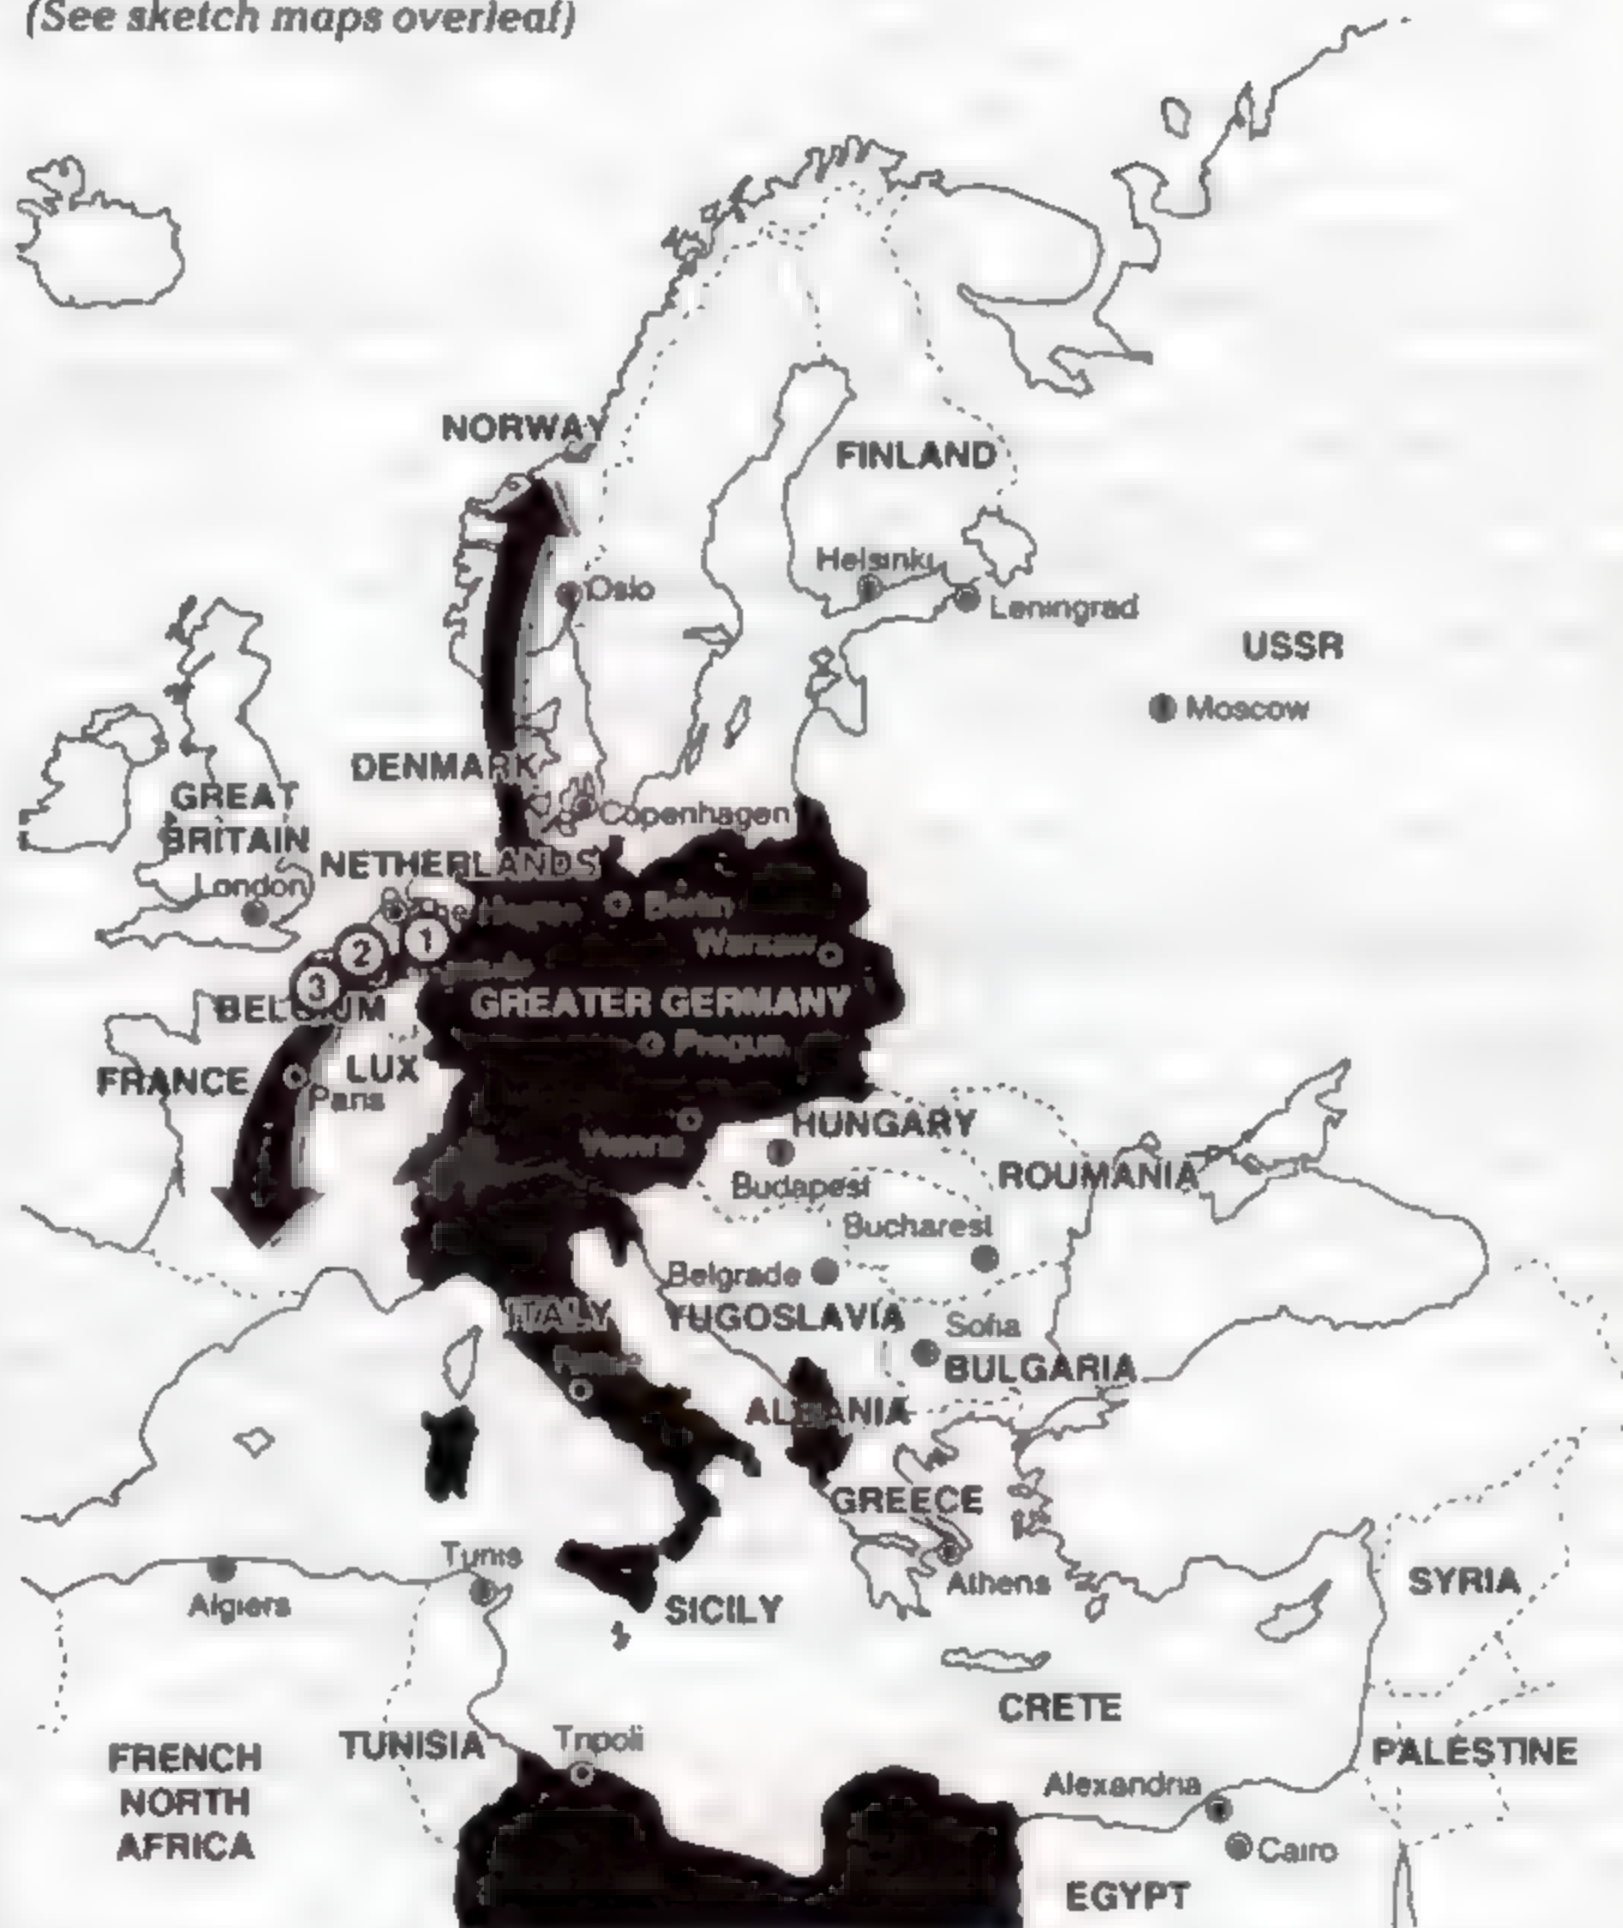 (See sketch maps overleaf)
NORWAY
FINLAND
Helsinki
Oslo
Leningrad
USSR
Moscow
DENMARK
GREAT
BRITAIN
Copenhagen
NETHERLANDS
London
The Hague
Berlin
1
2
Warsaw
3
BELGIUM
GREATER GERMANY
Prague
FRANCE
LUX
Paris
HUNGARY
Vienna
Budapest
ROUMANIA
Bucharest
Belgrade
ITALY
YUGOSLAVIA
Sofia
BULGARIA
Rome
ALBANIA
GREECE
Tunis
Athens
SYRIA
Algiers
SICILY
CRETE
FRENCH
NORTH
AFRICA
TUNISIA
Tripoli
PALESTINE
Alexandria
Cairo
EGYPT